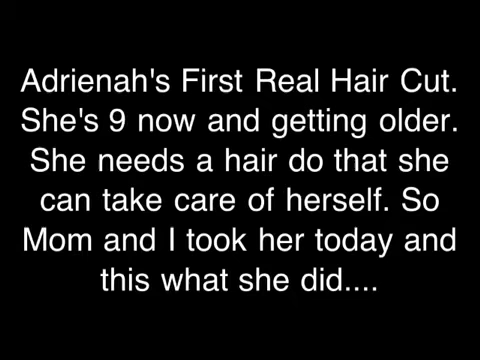 Adrienah's First Real Hair Cut.
She's 9 now and getting older.
She needs a hair do that she
can take care of herself. So
Mom and I took her today and
this what she did....